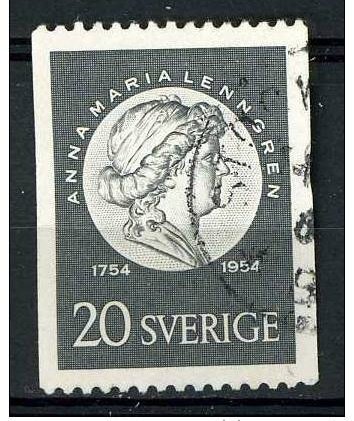 ANNA MARIA LENNGREN
1754 1954
20 SVERIGE